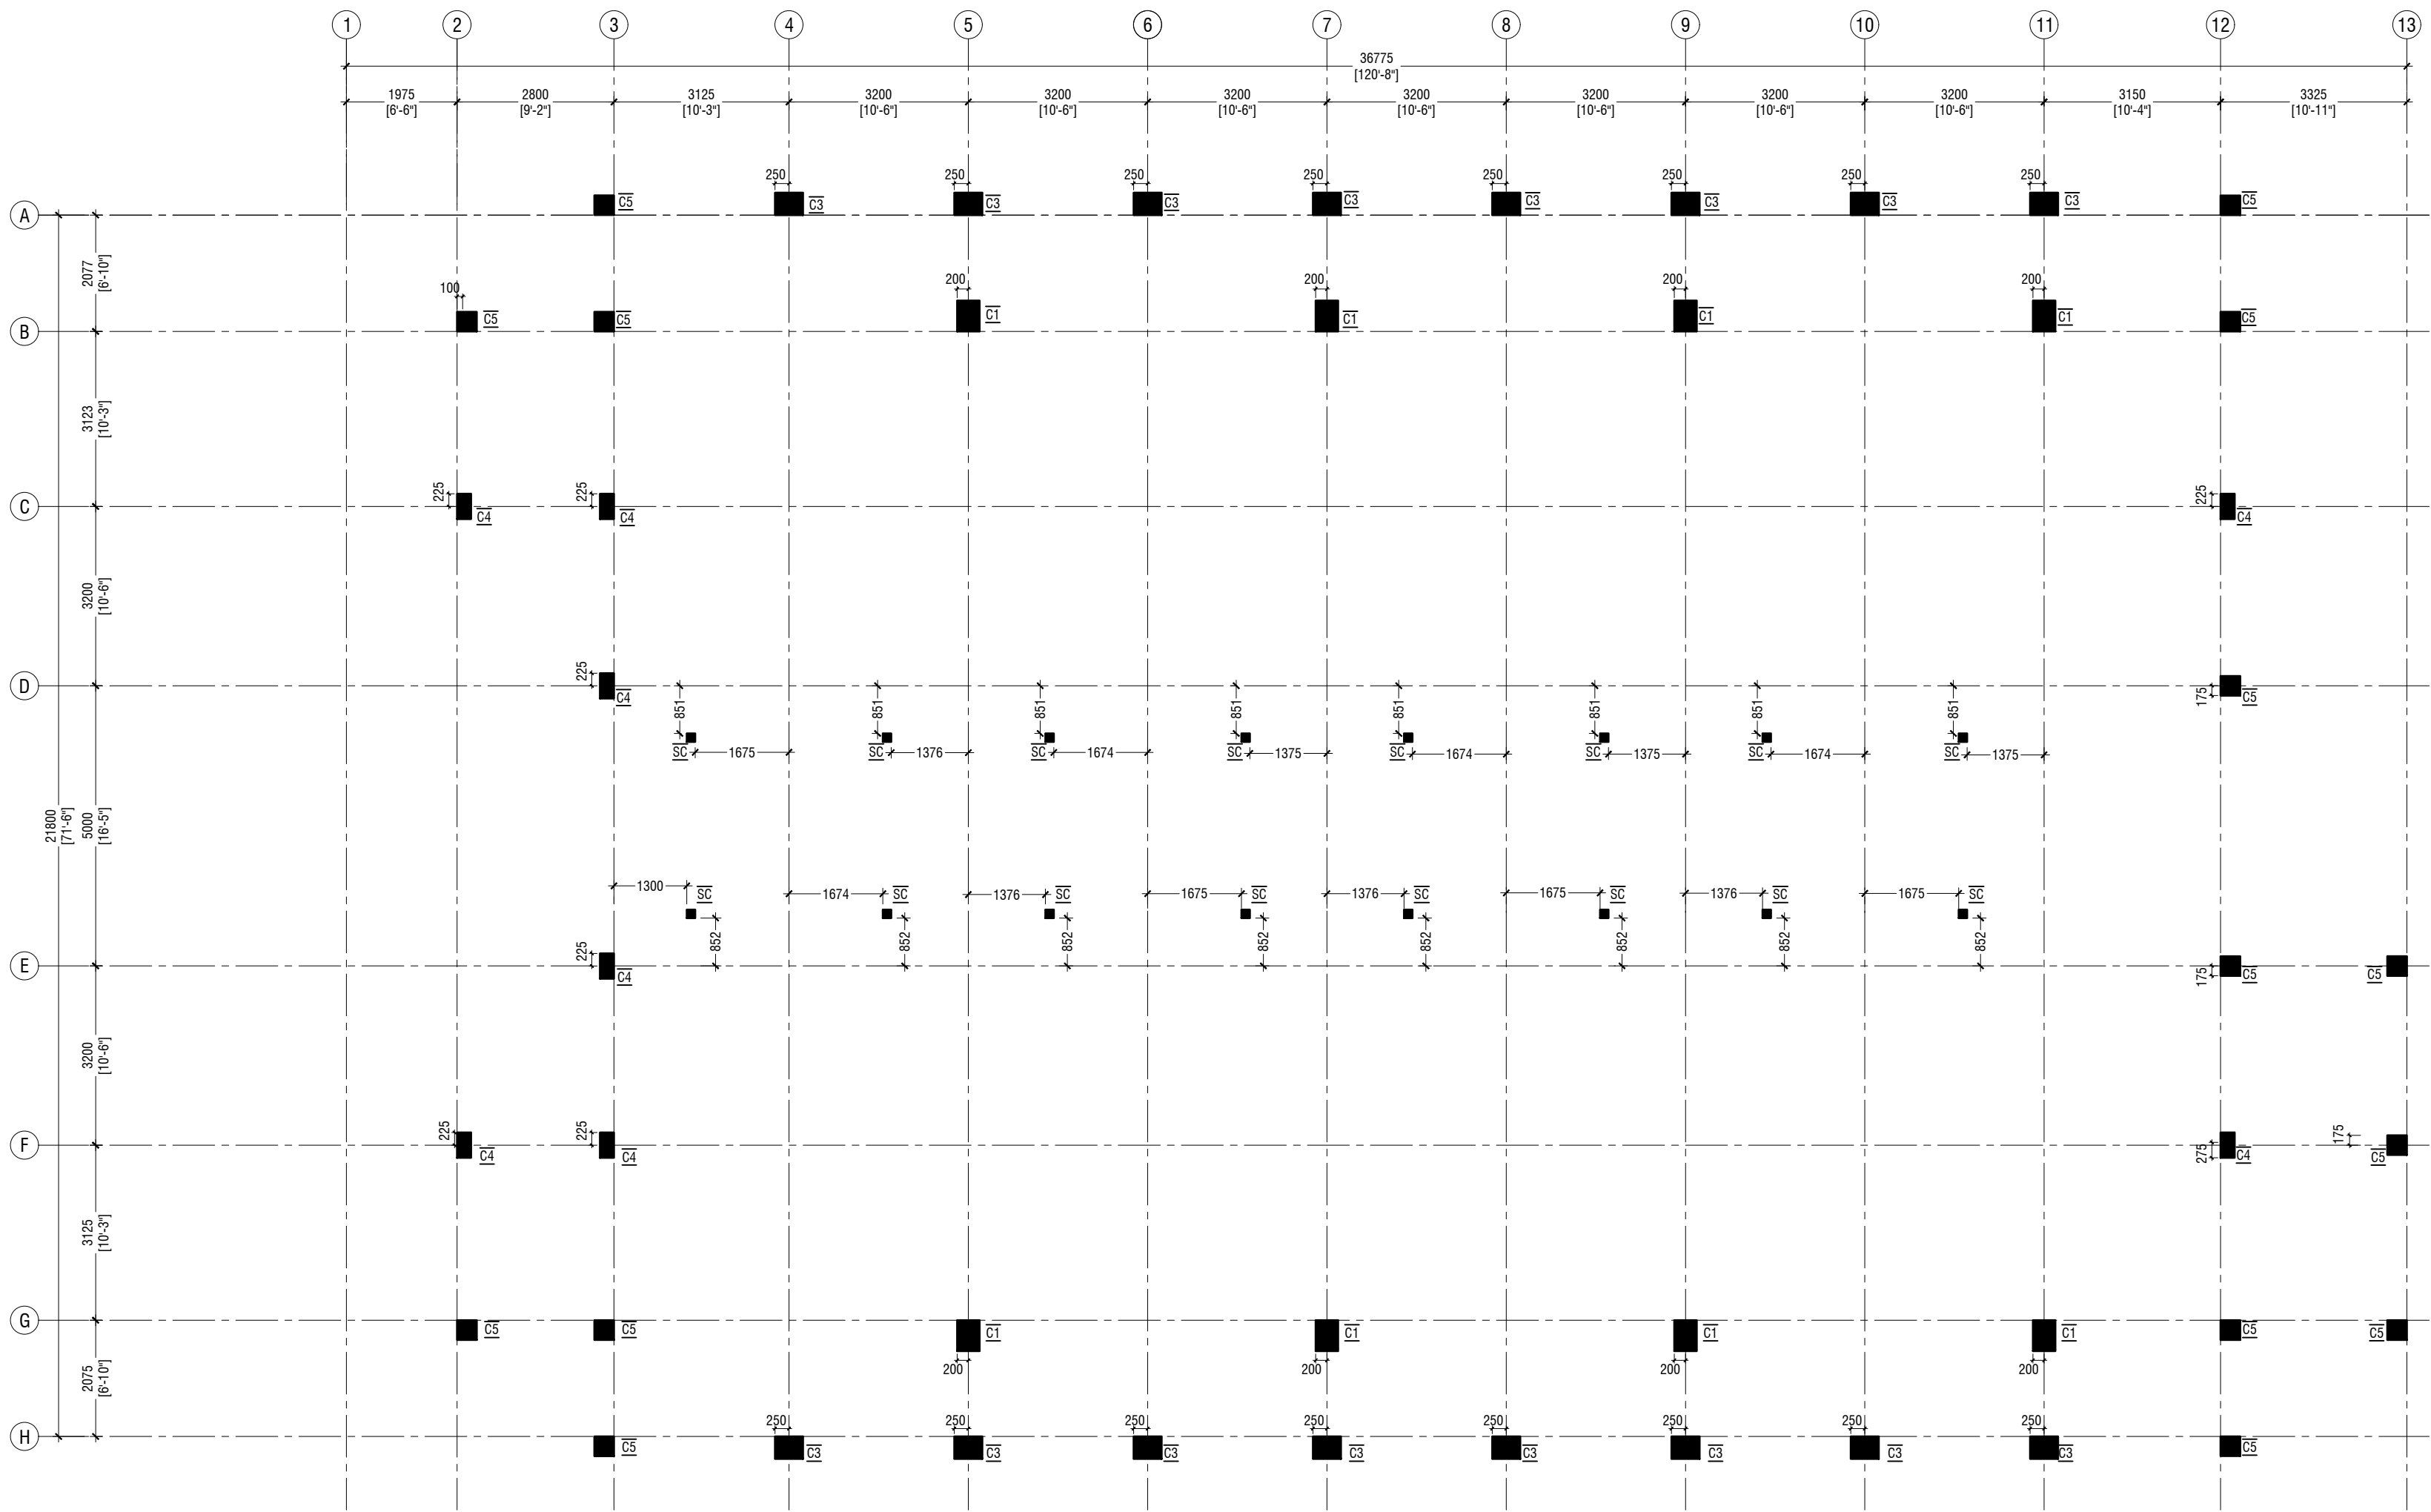 1 2 3 4 5 6 7 8 9 10 11 12 13
36775
[120'-8"]
1975 2800 3125 3200 3200 3200 3200 3200 3200 3200 3150 3325
[6'-6"] [9'-2"] [10'-3"] [10'-6"] [10'-6"] [10'-6"] [10'-6"] [10'-6"] [10'-6"] [10'-6"] [10'-4"] [10'-11"]
250 250 250 250 250 250 250 250
A C5 C3 C3 C3 C3 C3 C3 C3 C3 C5
2077
[6'-10"]
100 200 200 200 200
B C5 C5 C1 C1 C1 C1 C5
3123
[10'-3"]
225 225 225
C C4 C4 C4
3200
[10'-6"]
225 175
D C4 C5
851 851 851 851 851 851 851 851
SC 1675 SC 1376 SC 1674 SC 1375 SC 1674 SC 1375 SC 1674 SC 1375
21800
[71'-6"]
5000
[16'-5"]
1300 SC 1674 SC 1376 SC 1675 SC 1376 SC 1675 SC 1376 SC 1675 SC
852 852 852 852 852 852 852 852
225 175
E C4 C5 C5
3200
[10'-6"]
225 225 275 175
F C4 C4 C4 C5
3125
[10'-3"]
G C5 C5 C1 C1 C1 C1 C5 C5
200 200 200 200
2075
[6'-10"]
250 250 250 250 250 250 250 250
H C5 C3 C3 C3 C3 C3 C3 C3 C3 C5